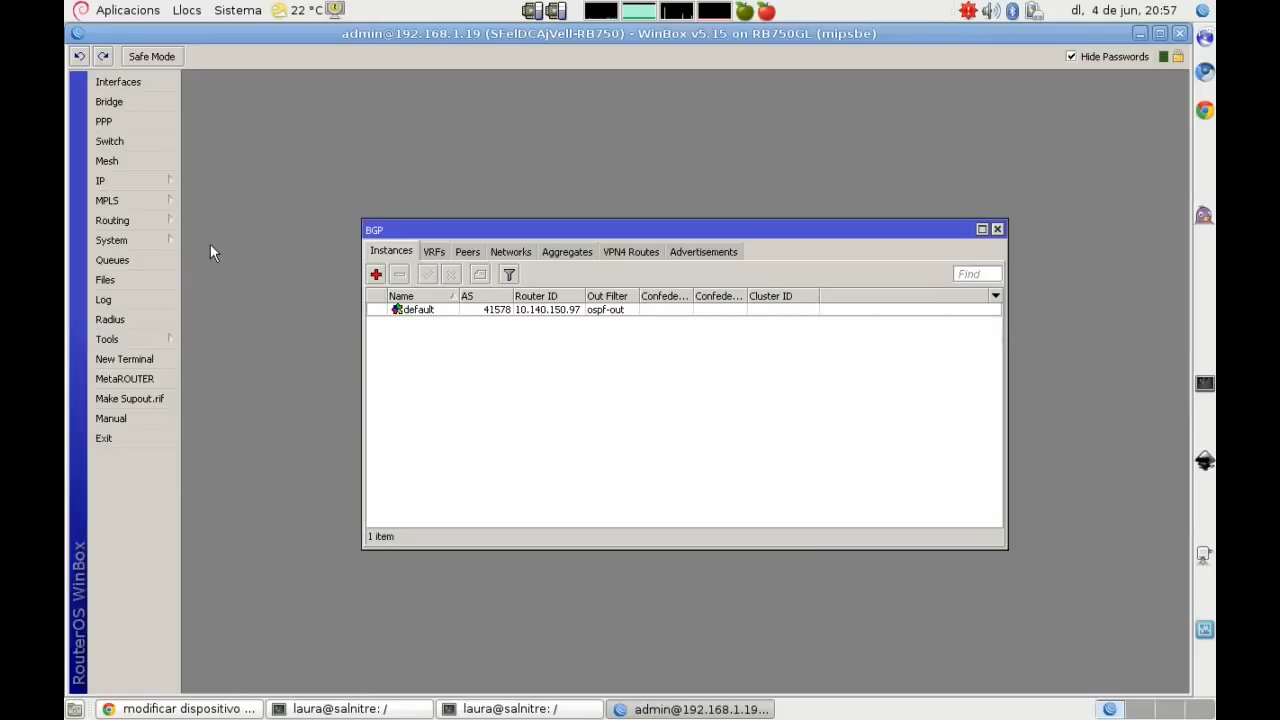 Aplicacions Llocs Sistema 22 °C dl, 4 de jun, 20:57
admin@192.168.1.19 (SFelDCAjVell-RB750) - WinBox v5.15 on RB750GL (mipsbe)
Safe Mode Hide Passwords
Interfaces
Bridge
PPP
Switch
Mesh
IP
MPLS
Routing
System
Queues
Files
Log
Radius
Tools
New Terminal
MetaROUTER
Make Supout.rif
Manual
Exit
RouterOS WinBox
BGP
Instances VRFs Peers Networks Aggregates VPN4 Routes Advertisements
Find
Name AS Router ID Out Filter Confede... Confede... Cluster ID
default 41578 10.140.150.97 ospf-out
1 item
modificar dispositivo ... laura@salnitre: / laura@salnitre: / admin@192.168.1.19...